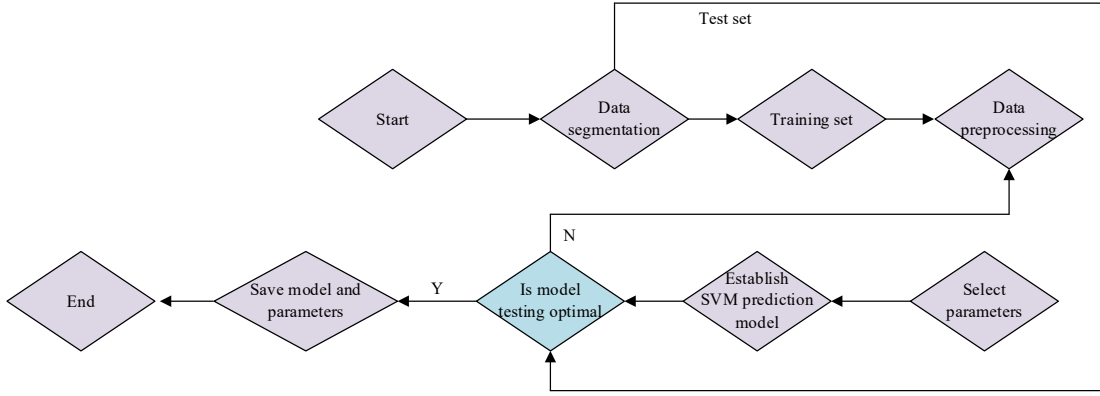 Test set
Start
Data
segmentation
Training set
Data
preprocessing
N
End
Save model and
parameters
Y
Is model
testing optimal
Establish
SVM prediction
model
Select
parameters